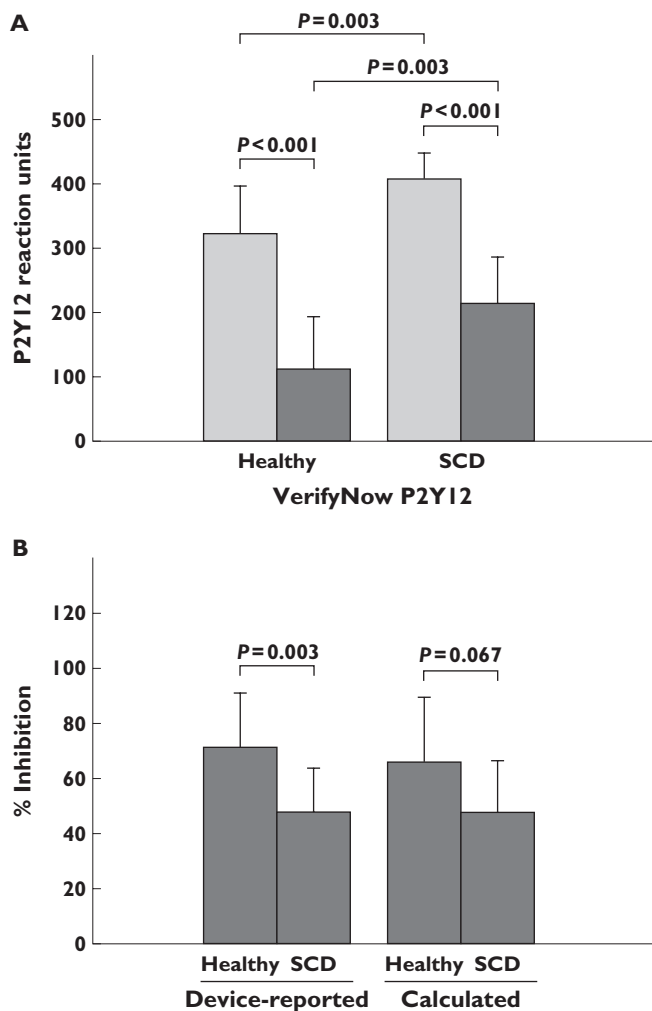 A
P=0.003
P=0.003
P<0.001
P<0.001
P2Y12 reaction units
500
400
300
200
100
0
Healthy SCD
VerifyNow P2Y12
B
% Inhibition
120
100
80
60
40
20
0
P=0.003
P=0.067
Healthy SCD Healthy SCD
Device-reported Calculated